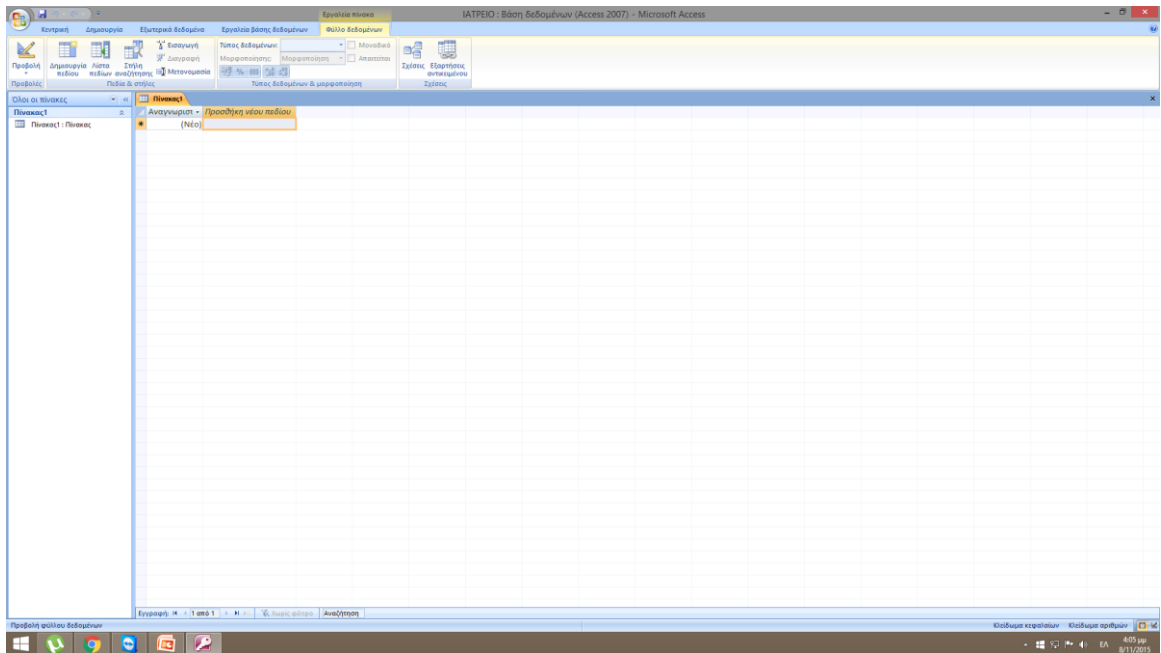 Εργαλεία πίνακα
ΙΑΤΡΕΙΟ : Βάση δεδομένων (Access 2007) - Microsoft Access
Κεντρική Δημιουργία Εξωτερικά δεδομένα Εργαλεία βάσης δεδομένων Φύλλο δεδομένων
Προβολή
Δημιουργία πεδίου
Λίστα πεδίων
Στήλη αναζήτησης
Εισαγωγή
Διαγραφή
Μετονομασία
Τύπος δεδομένων:
Μορφοποίησης: Μορφοποίηση
Μοναδικό
Απαιτείται
Σχέσεις
Εξαρτήσεις αντικειμένου
Προβολές Πεδία & στήλες Τύπος δεδομένων & μορφοποίηση Σχέσεις
Όλοι οι πίνακες
Πίνακας1
Πίνακας1 : Πίνακας
Πίνακας1
Αναγνωριστ Προσθήκη νέου πεδίου
(Νέο)
Εγγραφή: 1 από 1 Χωρίς φίλτρο Αναζήτηση
Προβολή φύλλου δεδομένων
Κλείδωμα κεφαλαίων Κλείδωμα αριθμών
ΕΛ
4:05 μμ
8/11/2015